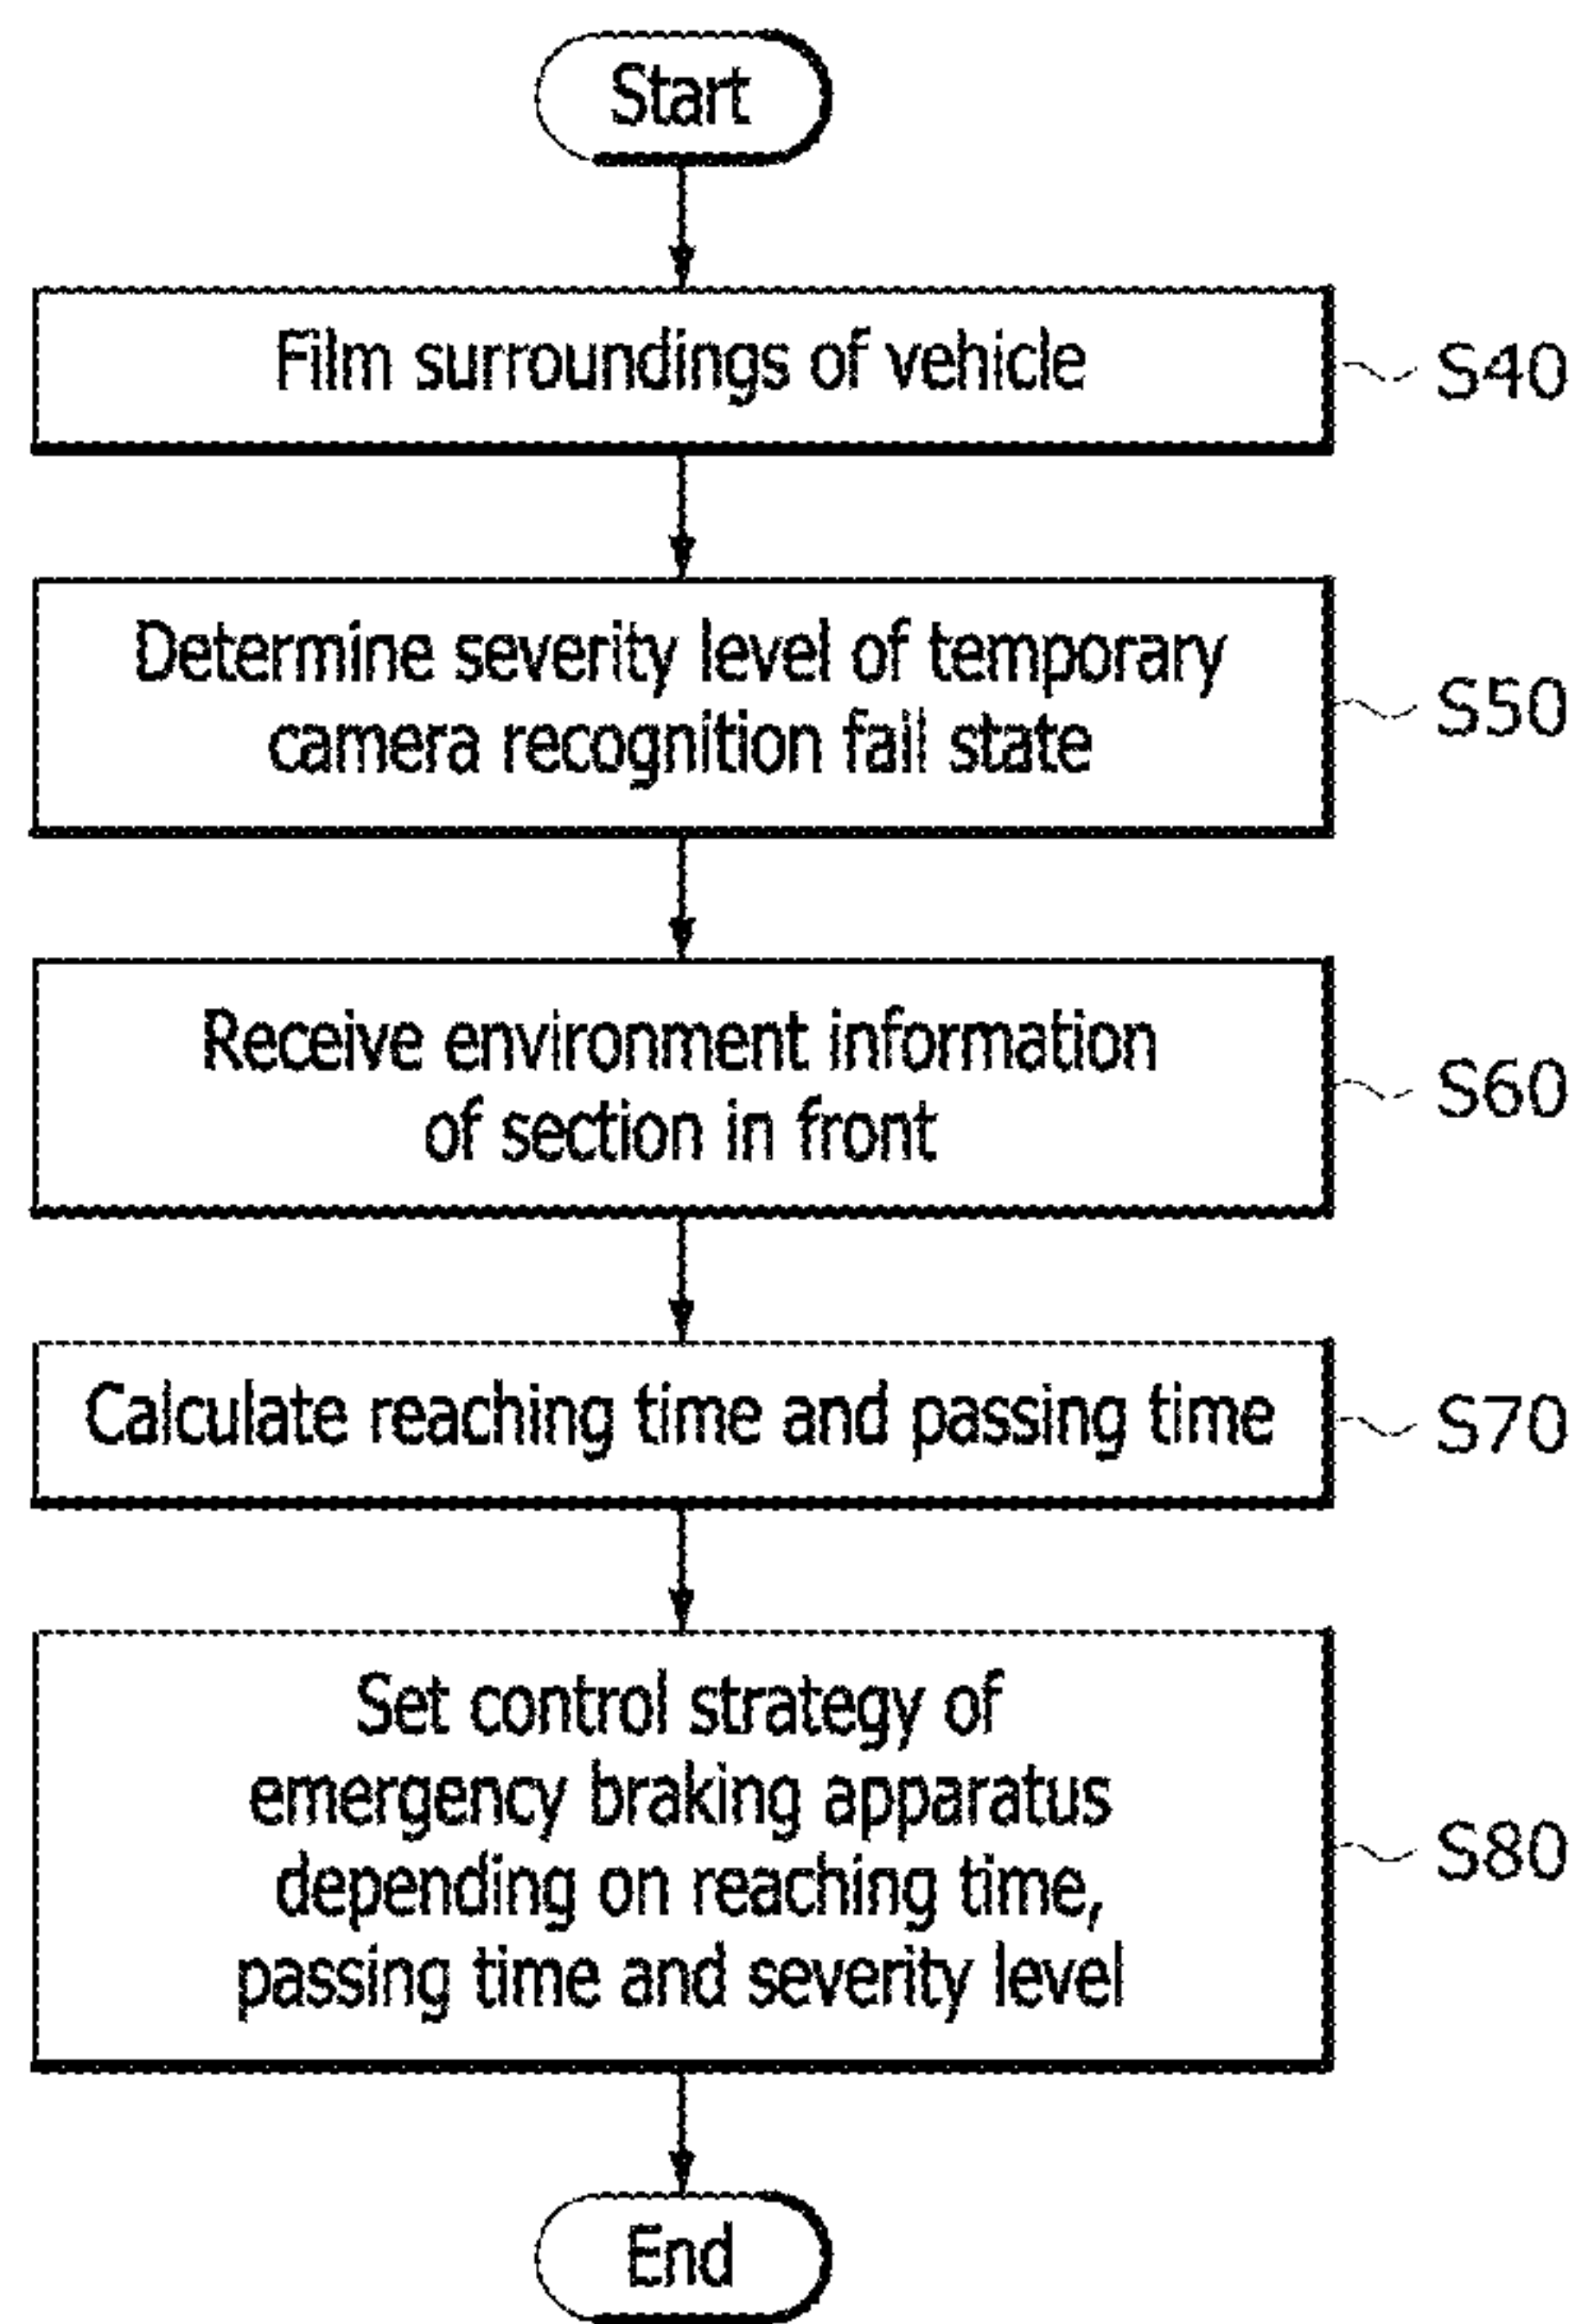 Start
Film surroundings of vehicle
S40
Determine severity level of temporary
camera recognition fail state
S50
Receive environment information
of section in front
S60
Calculate reaching time and passing time
S70
Set control strategy of
emergency braking apparatus
depending on reaching time,
passing time and severity level
S80
End